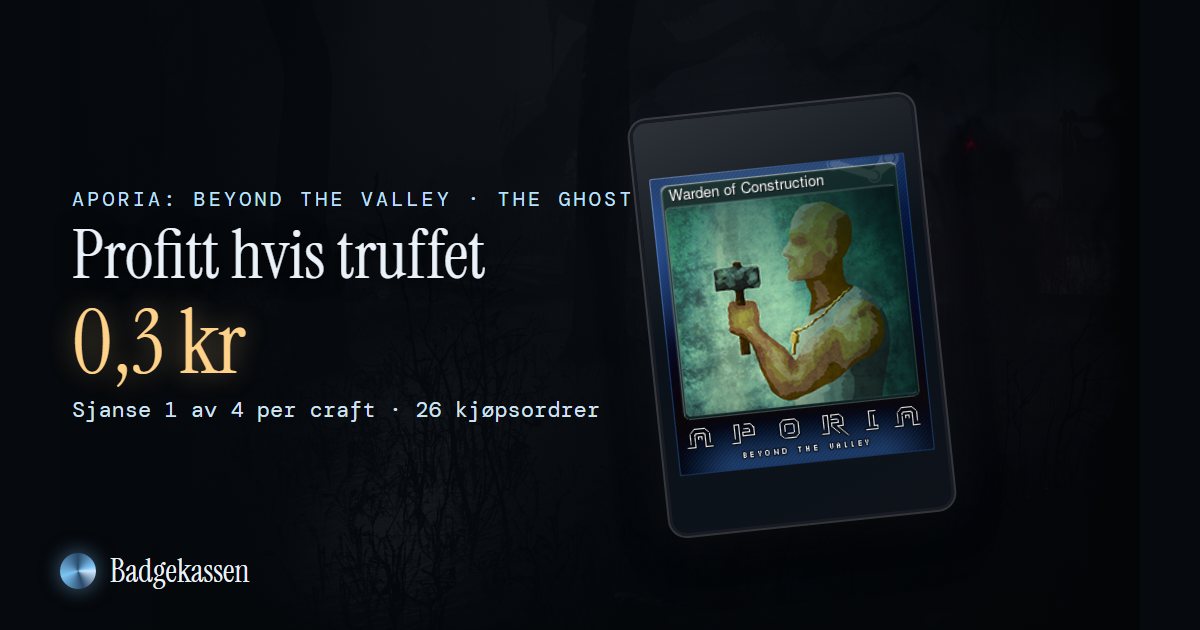 APORIA: BEYOND THE VALLEY · THE GHOST
Profitt hvis truffet
0,3 kr
Sjanse 1 av 4 per craft · 26 kjøpsordrer
Warden of Construction
APORIA
BEYOND THE VALLEY
Badgekassen